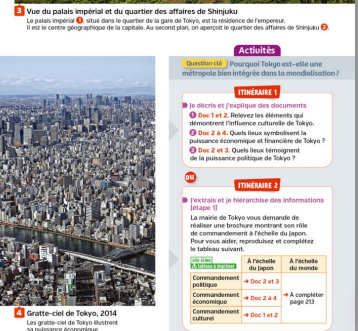 3 Vue du palais impérial et du quartier des affaires de Shinjuku
Le palais impérial 1, situé dans le quartier de la gare de Tokyo, est la résidence de l'empereur.
Il est le centre géographique de la capitale. Au second plan, on aperçoit le quartier des affaires de Shinjuku 2.
Activités
Question clé Pourquoi Tokyo est-elle une
métropole bien intégrée dans la mondialisation ?
ITINÉRAIRE 1
Je décris et j'explique des documents
1 Doc 1 et 2. Relevez les éléments qui
démontrent l'influence culturelle de Tokyo.
2 Doc 2 à 4. Quels lieux symbolisent la
puissance économique et financière de Tokyo ?
3 Doc 2 et 3. Quels lieux témoignent
de la puissance politique de Tokyo ?
OU
ITINÉRAIRE 2
J'extrais et je hiérarchise des informations
(étape 1)
La mairie de Tokyo vous demande de
réaliser une brochure montrant son rôle
de commandement à l'échelle du Japon.
Pour vous aider, reproduisez et complétez
le tableau suivant.
site élève
tableau à imprimer
À l'échelle du Japon
À l'échelle du monde
Commandement politique
→ Doc 2 et 3
Commandement économique
→ Doc 2 à 4
Commandement culturel
→ Doc 1 et 2
→ À compléter page 213
4 Gratte-ciel de Tokyo, 2014
Les gratte-ciel de Tokyo illustrent
sa puissance économique.